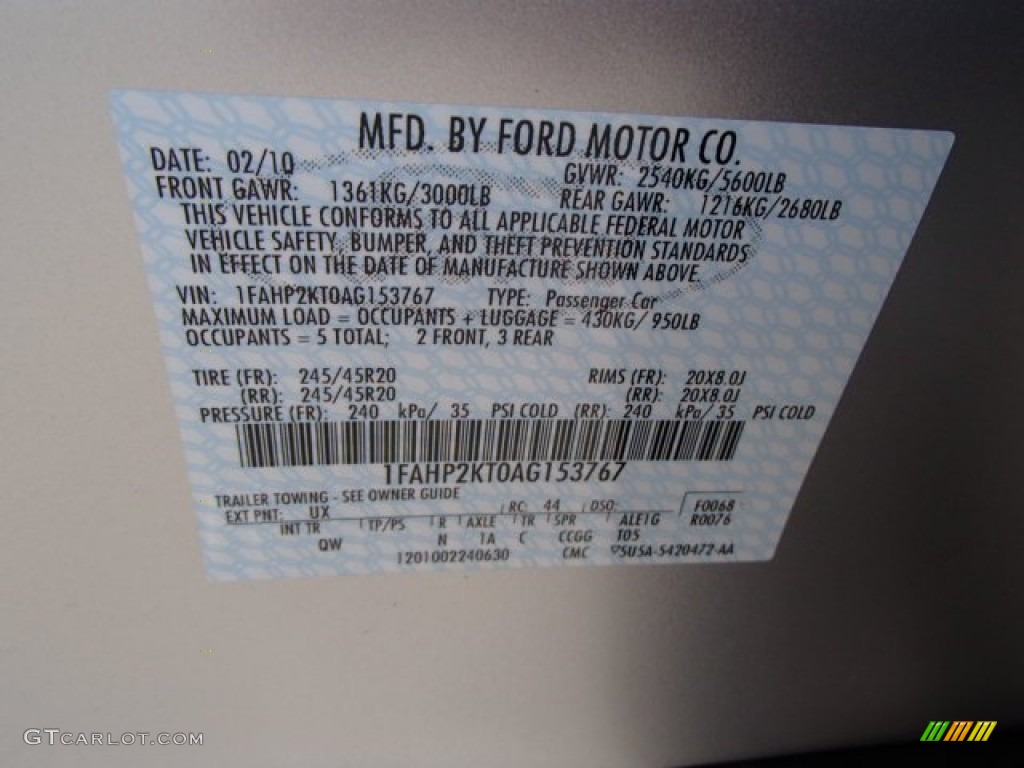 MFD. BY FORD MOTOR CO.
DATE: 02/10 GVWR: 2540KG/5600LB
FRONT GAWR: 1361KG/3000LB REAR GAWR: 1216KG/2680LB
THIS VEHICLE CONFORMS TO ALL APPLICABLE FEDERAL MOTOR
VEHICLE SAFETY, BUMPER, AND THEFT PREVENTION STANDARDS
IN EFFECT ON THE DATE OF MANUFACTURE SHOWN ABOVE.
VIN: 1FAHP2KT0AG153767 TYPE: Passenger Car
MAXIMUM LOAD = OCCUPANTS + LUGGAGE = 430KG/ 950LB
OCCUPANTS = 5 TOTAL; 2 FRONT, 3 REAR
TIRE (FR): 245/45R20 RIMS (FR): 20X8.0J
(RR): 245/45R20 (RR): 20X8.0J
PRESSURE (FR): 240 kPa/ 35 PSI COLD (RR): 240 kPa/ 35 PSI COLD
1FAHP2KT0AG153767
TRAILER TOWING - SEE OWNER GUIDE
EXT PNT: UX RC: 44 DSO: F0068
INT TR TP/PS R AXLE TR SPR ALE1G R0076
QW N 1A C CCGG T05
1201002240630 CMC 5U5A-5420472-AA
GTCARLOT.COM